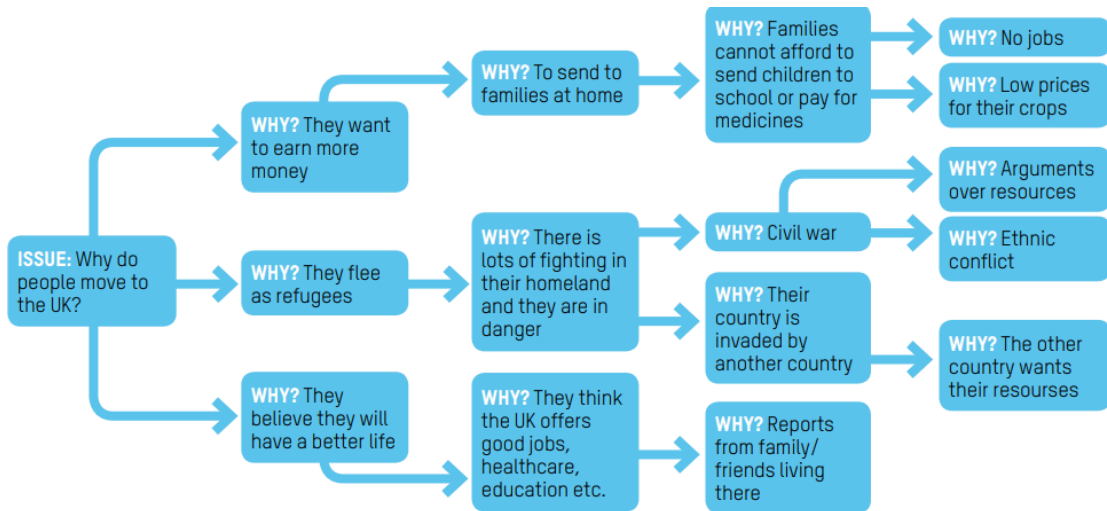 ISSUE: Why do
people move to
the UK?
WHY? They want
to earn more
money
WHY? To send to
families at home
WHY? Families
cannot afford to
send children to
school or pay for
medicines
WHY? No jobs
WHY? Low prices
for their crops
WHY? They flee
as refugees
WHY? There is
lots of fighting in
their homeland
and they are in
danger
WHY? Civil war
WHY? Arguments
over resources
WHY? Ethnic
conflict
WHY? Their
country is
invaded by
another country
WHY? The other
country wants
their resourses
WHY? They
believe they will
have a better life
WHY? They think
the UK offers
good jobs,
healthcare,
education etc.
WHY? Reports
from family/
friends living
there